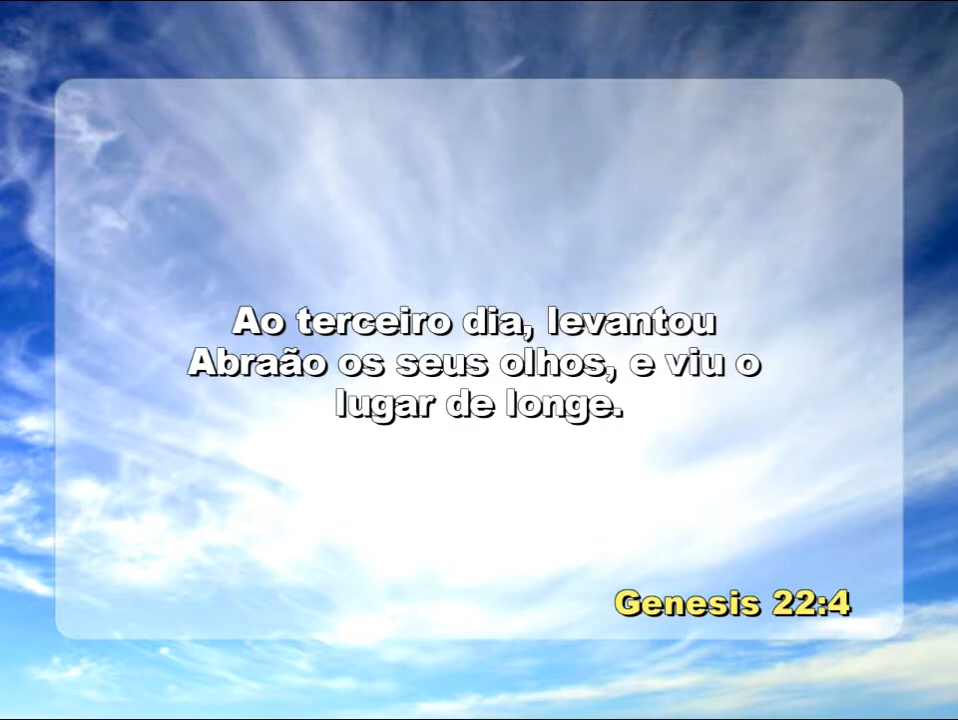 Ao terceiro dia, levantou
Abraão os seus olhos, e viu o
lugar de longe.
Genesis 22:4